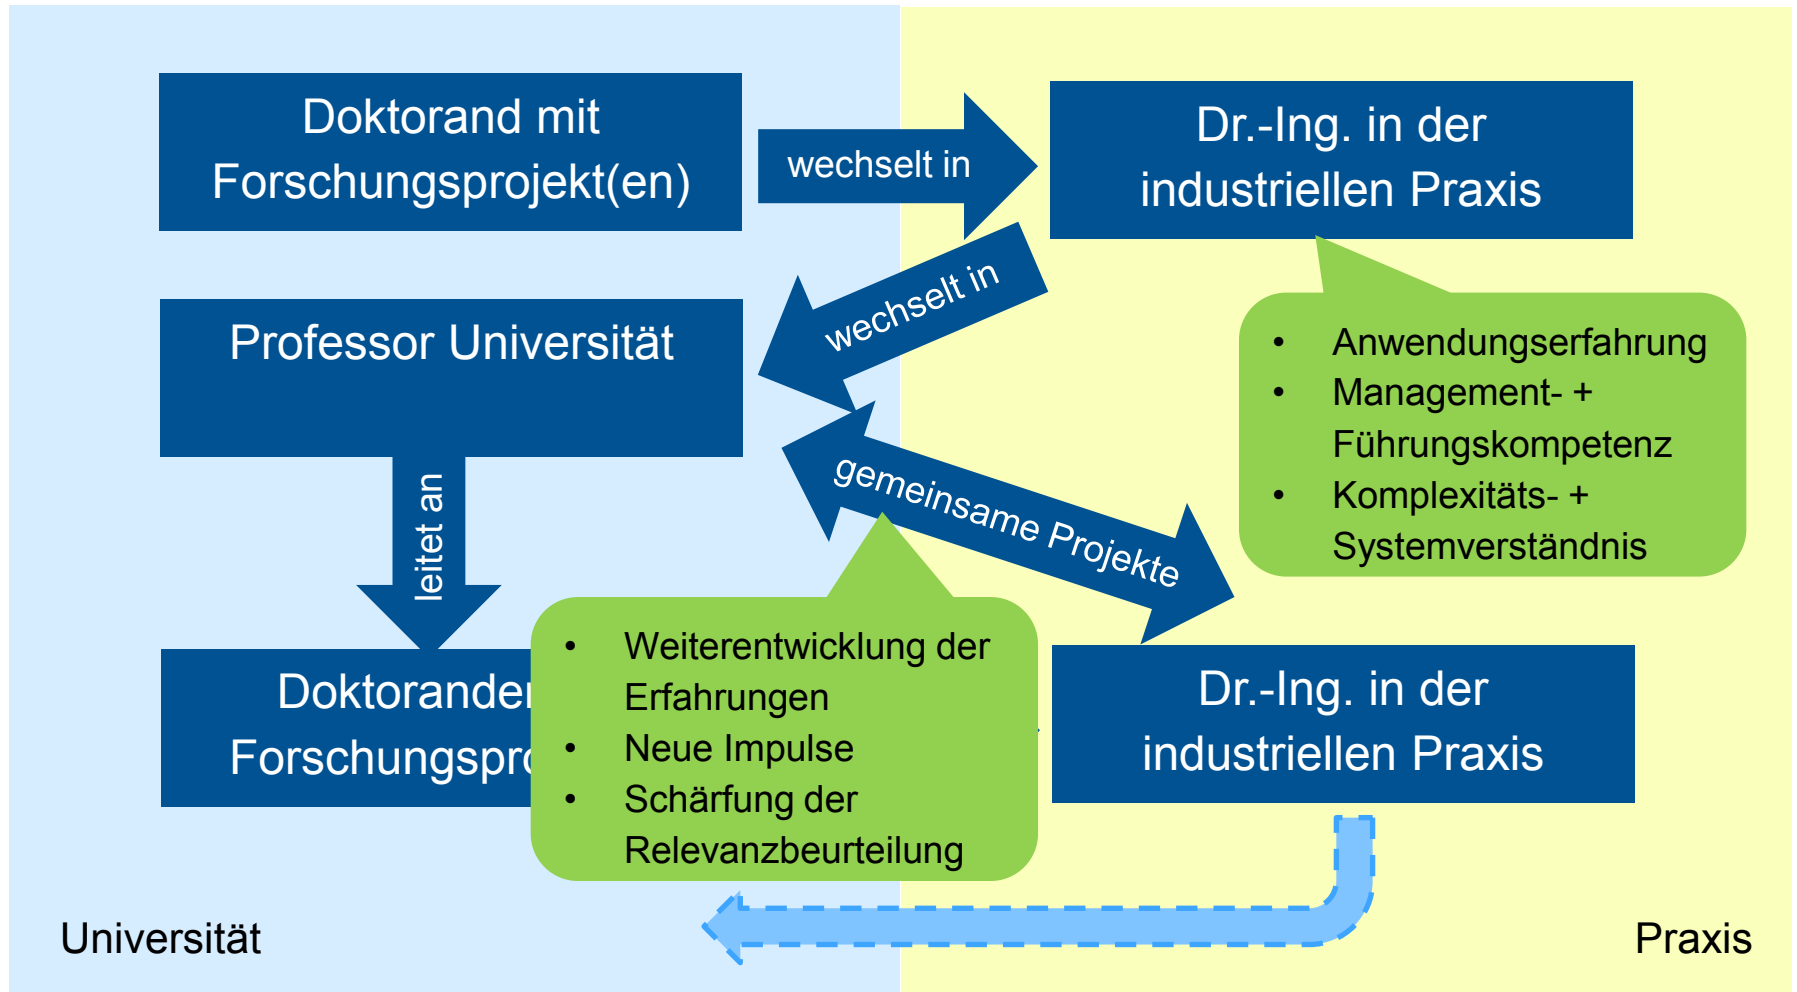 Doktorand mit
Forschungsprojekt(en)
wechselt in
Dr.-Ing. in der
industriellen Praxis
wechselt in
Professor Universität
• Anwendungserfahrung
• Management- +
Führungskompetenz
• Komplexitäts- +
Systemverständnis
gemeinsame Projekte
leitet an
• Weiterentwicklung der
Erfahrungen
• Neue Impulse
• Schärfung der
Relevanzbeurteilung
Dr.-Ing. in der
industriellen Praxis
Universität
Praxis